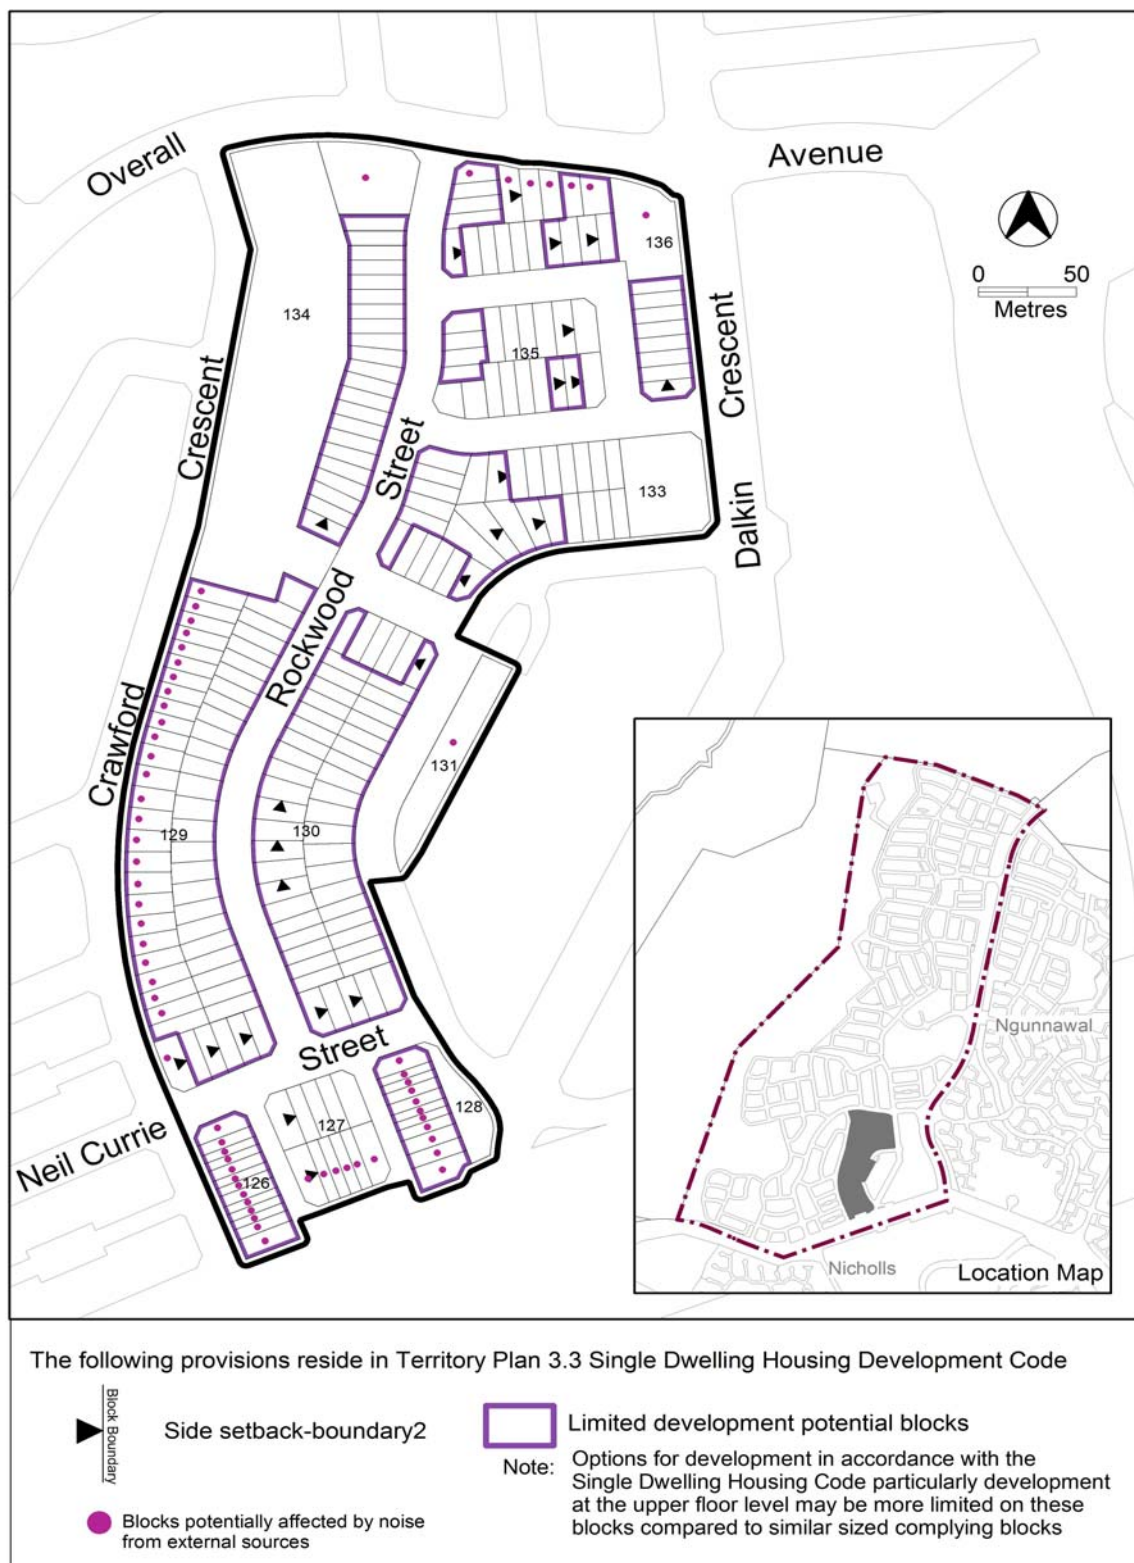 Overall
Avenue
136
0 50
Metres
134
Crescent
135
Crescent
Street
133
Dalkin
Rockwood
Crawford
131
129
130
Street
128
127
Neil Currie
126
Ngunnawal
Nicholls
Location Map
The following provisions reside in Territory Plan 3.3 Single Dwelling Housing Development Code
Block Boundary
Side setback-boundary2
Limited development potential blocks
Note: Options for development in accordance with the
Single Dwelling Housing Code particularly development
at the upper floor level may be more limited on these
blocks compared to similar sized complying blocks
Blocks potentially affected by noise
from external sources